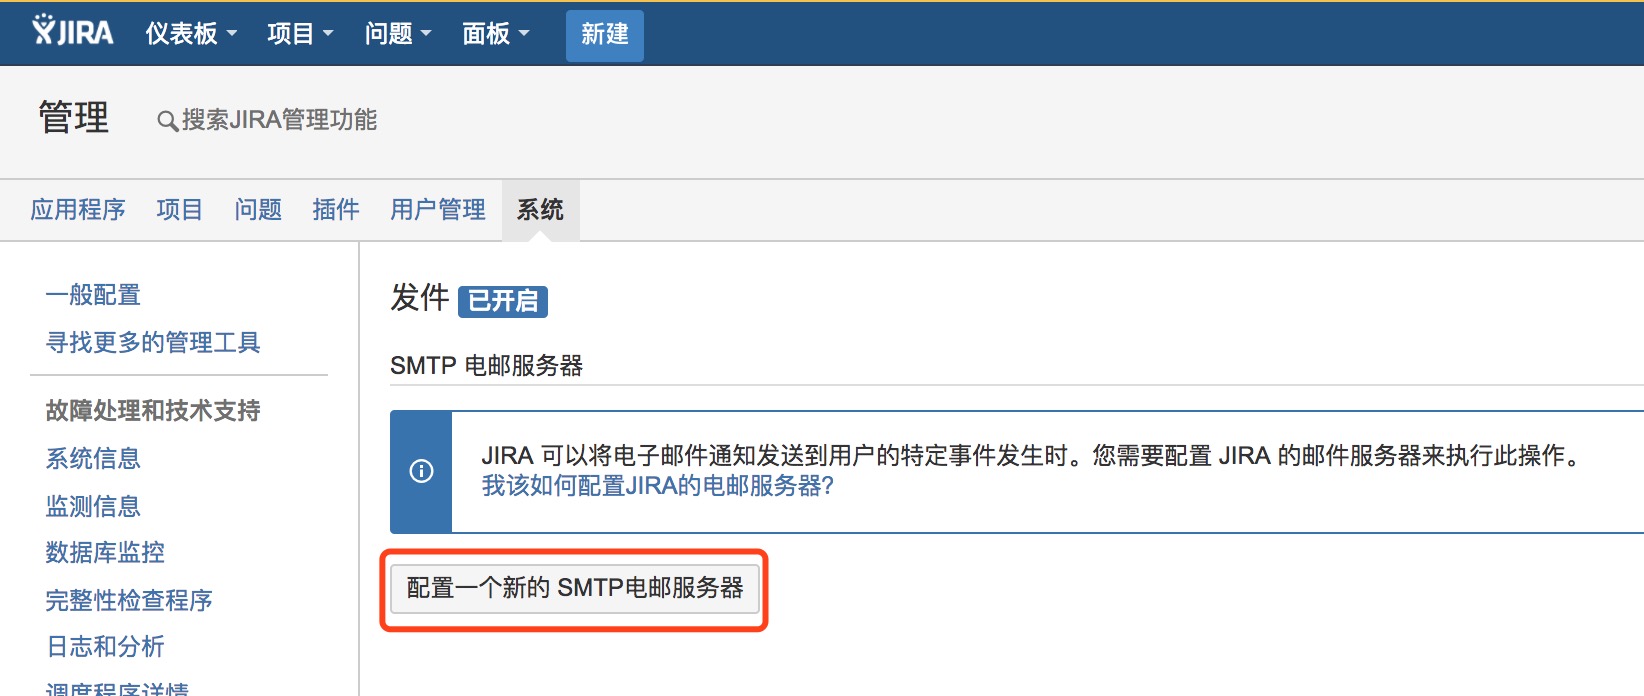 JIRA 仪表板 项目 问题 面板 新建
管理 搜索JIRA管理功能
应用程序 项目 问题 插件 用户管理 系统
一般配置
寻找更多的管理工具
故障处理和技术支持
系统信息
监测信息
数据库监控
完整性检查程序
日志和分析
调度程序详情
发件 已开启
SMTP 电邮服务器
JIRA 可以将电子邮件通知发送到用户的特定事件发生时。您需要配置 JIRA 的邮件服务器来执行此操作。
我该如何配置JIRA的电邮服务器?
配置一个新的 SMTP电邮服务器